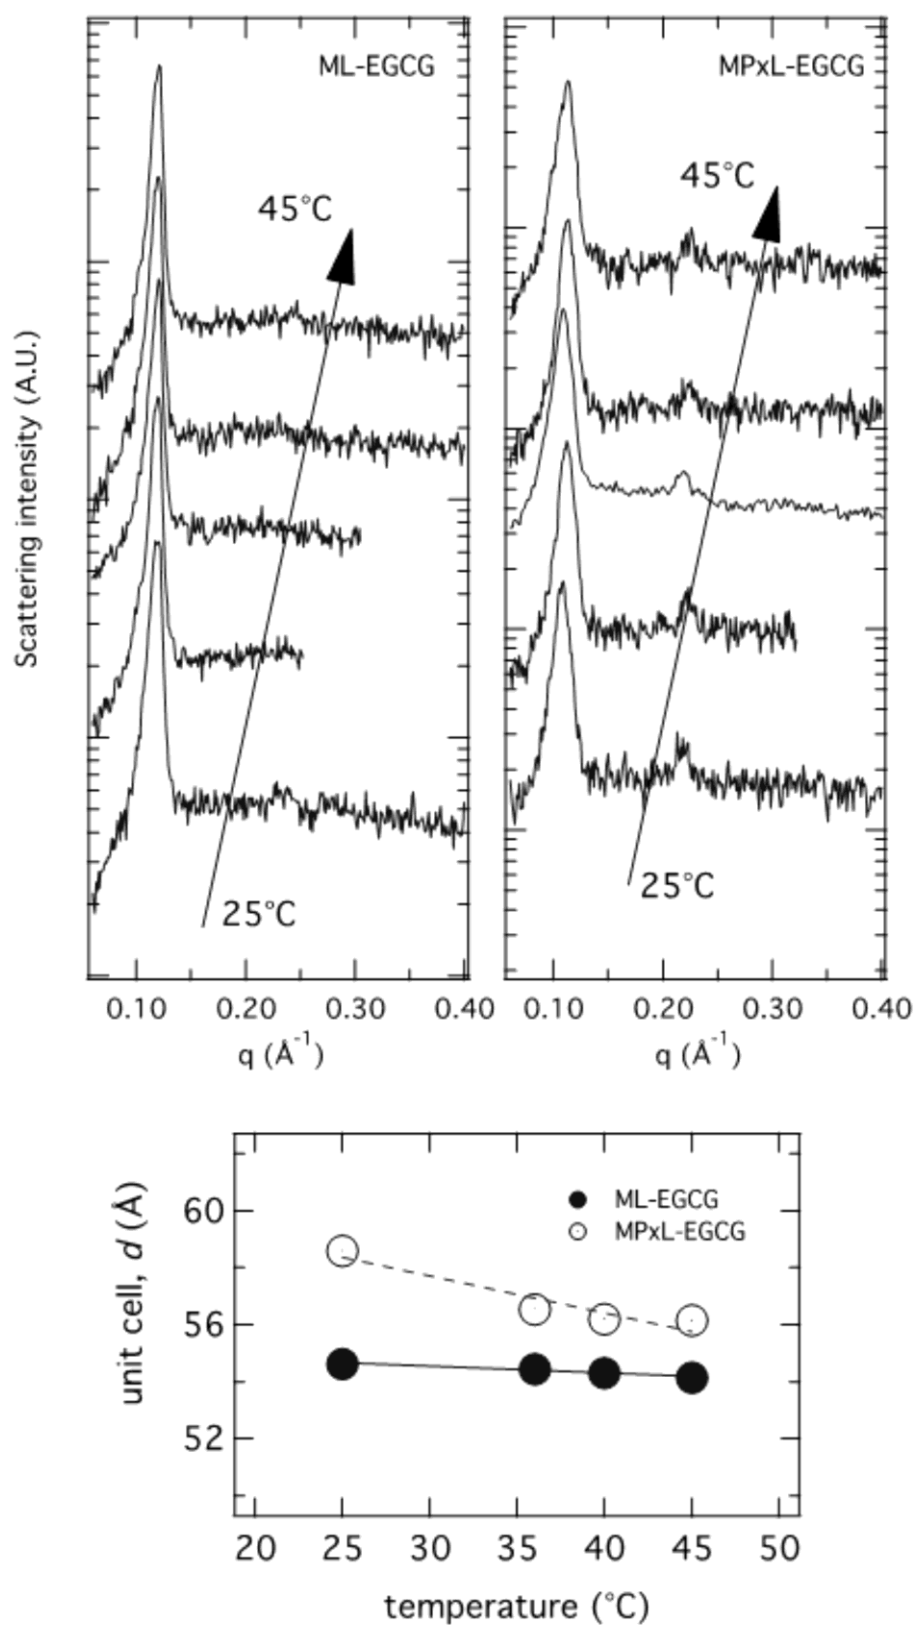 ML-EGCG
MPxL-EGCG
45°C
45°C
Scattering intensity (A.U.)
25°C
25°C
0.10 0.20 0.30 0.40
0.10 0.20 0.30 0.40
q (Å⁻¹)
q (Å⁻¹)
ML-EGCG
MPxL-EGCG
unit cell, d (Å)
60
56
52
20 25 30 35 40 45 50
temperature (°C)